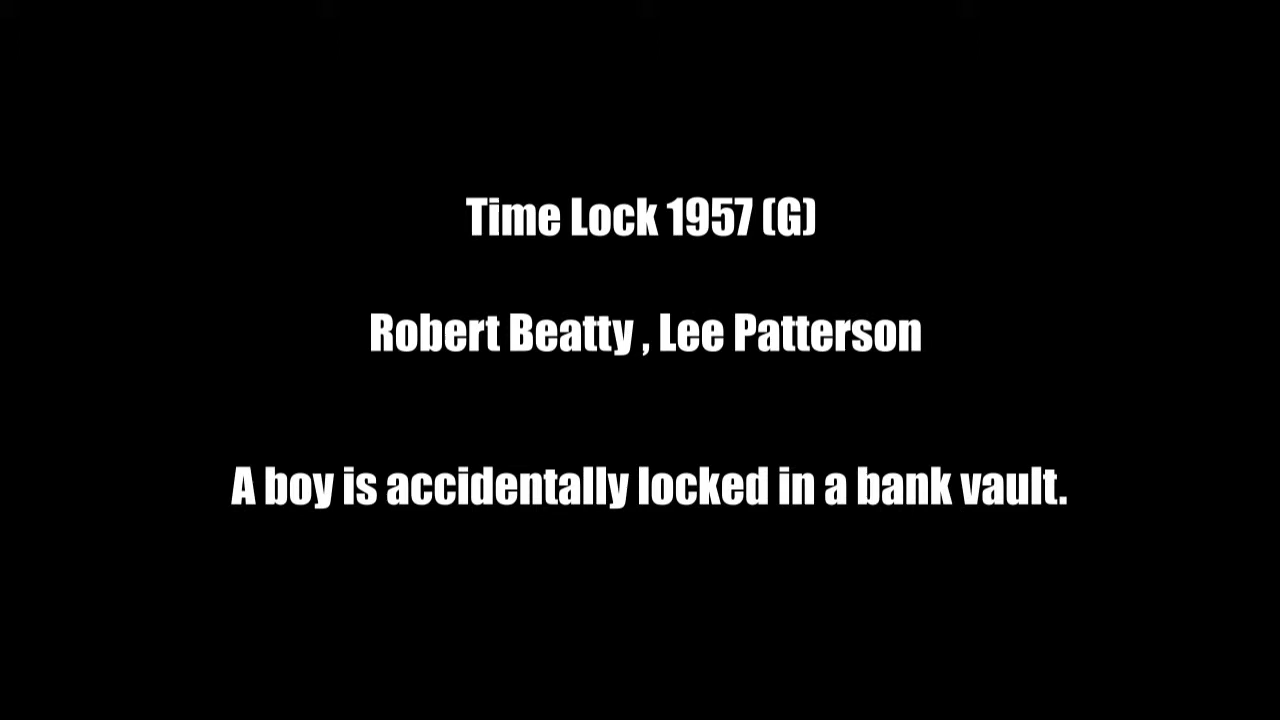 Time Lock 1957 (G)
Robert Beatty , Lee Patterson
A boy is accidentally locked in a bank vault.